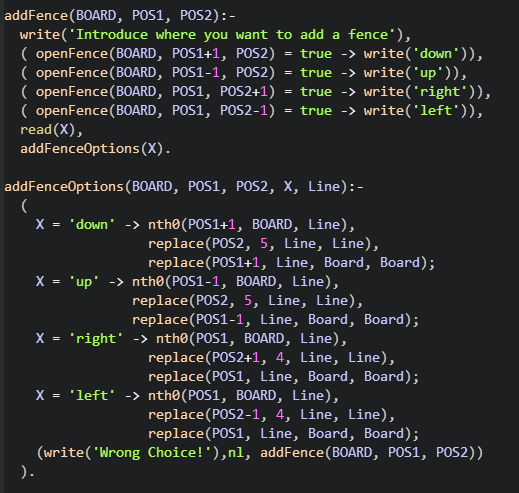 addFence(BOARD, POS1, POS2):-
  write('Introduce where you want to add a fence'),
  ( openFence(BOARD, POS1+1, POS2) = true -> write('down')),
  ( openFence(BOARD, POS1-1, POS2) = true -> write('up')),
  ( openFence(BOARD, POS1, POS2+1) = true -> write('right')),
  ( openFence(BOARD, POS1, POS2-1) = true -> write('left')),
  read(X),
  addFenceOptions(X).

addFenceOptions(BOARD, POS1, POS2, X, Line):-
  (
    X = 'down' -> nth0(POS1+1, BOARD, Line),
                  replace(POS2, 5, Line, Line),
                  replace(POS1+1, Line, Board, Board);
    X = 'up' -> nth0(POS1-1, BOARD, Line),
                replace(POS2, 5, Line, Line),
                replace(POS1-1, Line, Board, Board);
    X = 'right' -> nth0(POS1, BOARD, Line),
                  replace(POS2+1, 4, Line, Line),
                  replace(POS1, Line, Board, Board);
    X = 'left' -> nth0(POS1, BOARD, Line),
                  replace(POS2-1, 4, Line, Line),
                  replace(POS1, Line, Board, Board);
    (write('Wrong Choice!'),nl, addFence(BOARD, POS1, POS2))
  ).